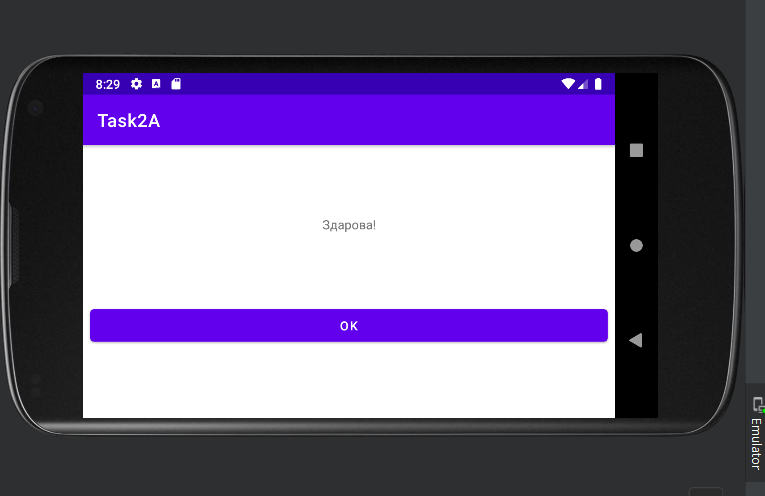 8:29
Task2A
Здарова!
OK
Emulator